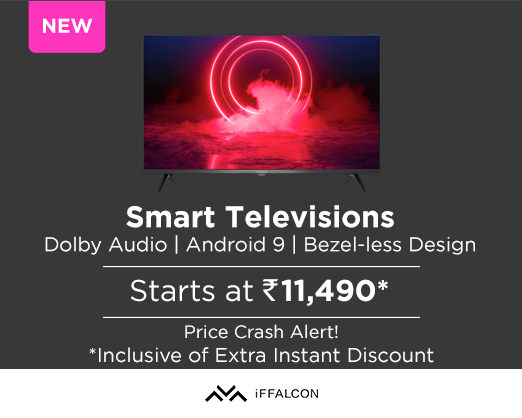 NEW
Smart Televisions
Dolby Audio | Android 9 | Bezel-less Design
Starts at ₹11,490*
Price Crash Alert!
*Inclusive of Extra Instant Discount
iFFALCON